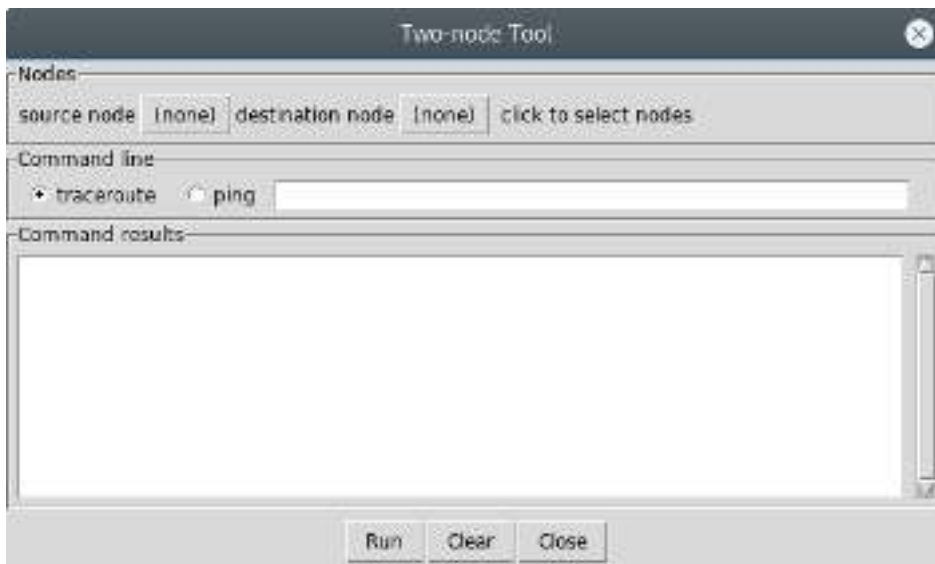 Two-node Tool
Nodes
source node (none) destination node (none) click to select nodes
Command line
traceroute ping
Command results
Run Clear Close